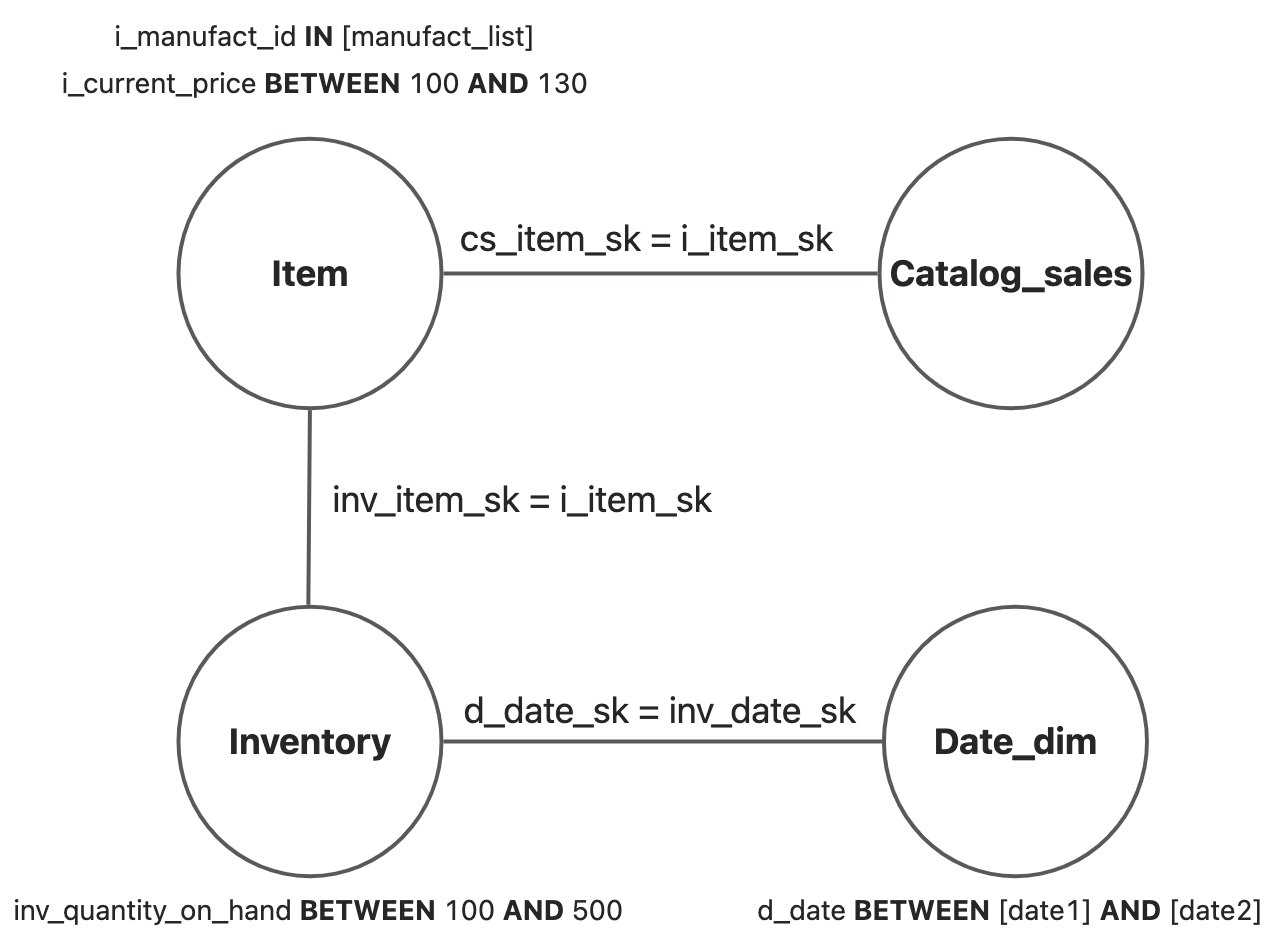 i_manufact_id IN [manufact_list]
i_current_price BETWEEN 100 AND 130
Item
cs_item_sk = i_item_sk
Catalog_sales
inv_item_sk = i_item_sk
Inventory
d_date_sk = inv_date_sk
Date_dim
inv_quantity_on_hand BETWEEN 100 AND 500
d_date BETWEEN [date1] AND [date2]